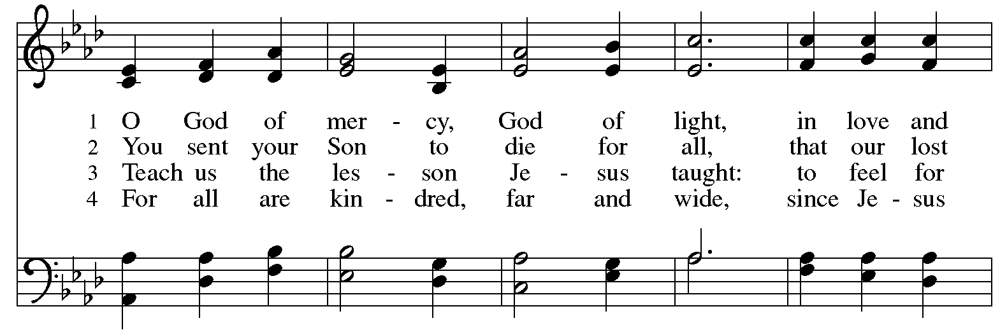 1 O God of mer - cy, God of light, in love and
2 You sent your Son to die for all, that our lost
3 Teach us the les - son Je - sus taught: to feel for
4 For all are kin - dred, far and wide, since Je - sus